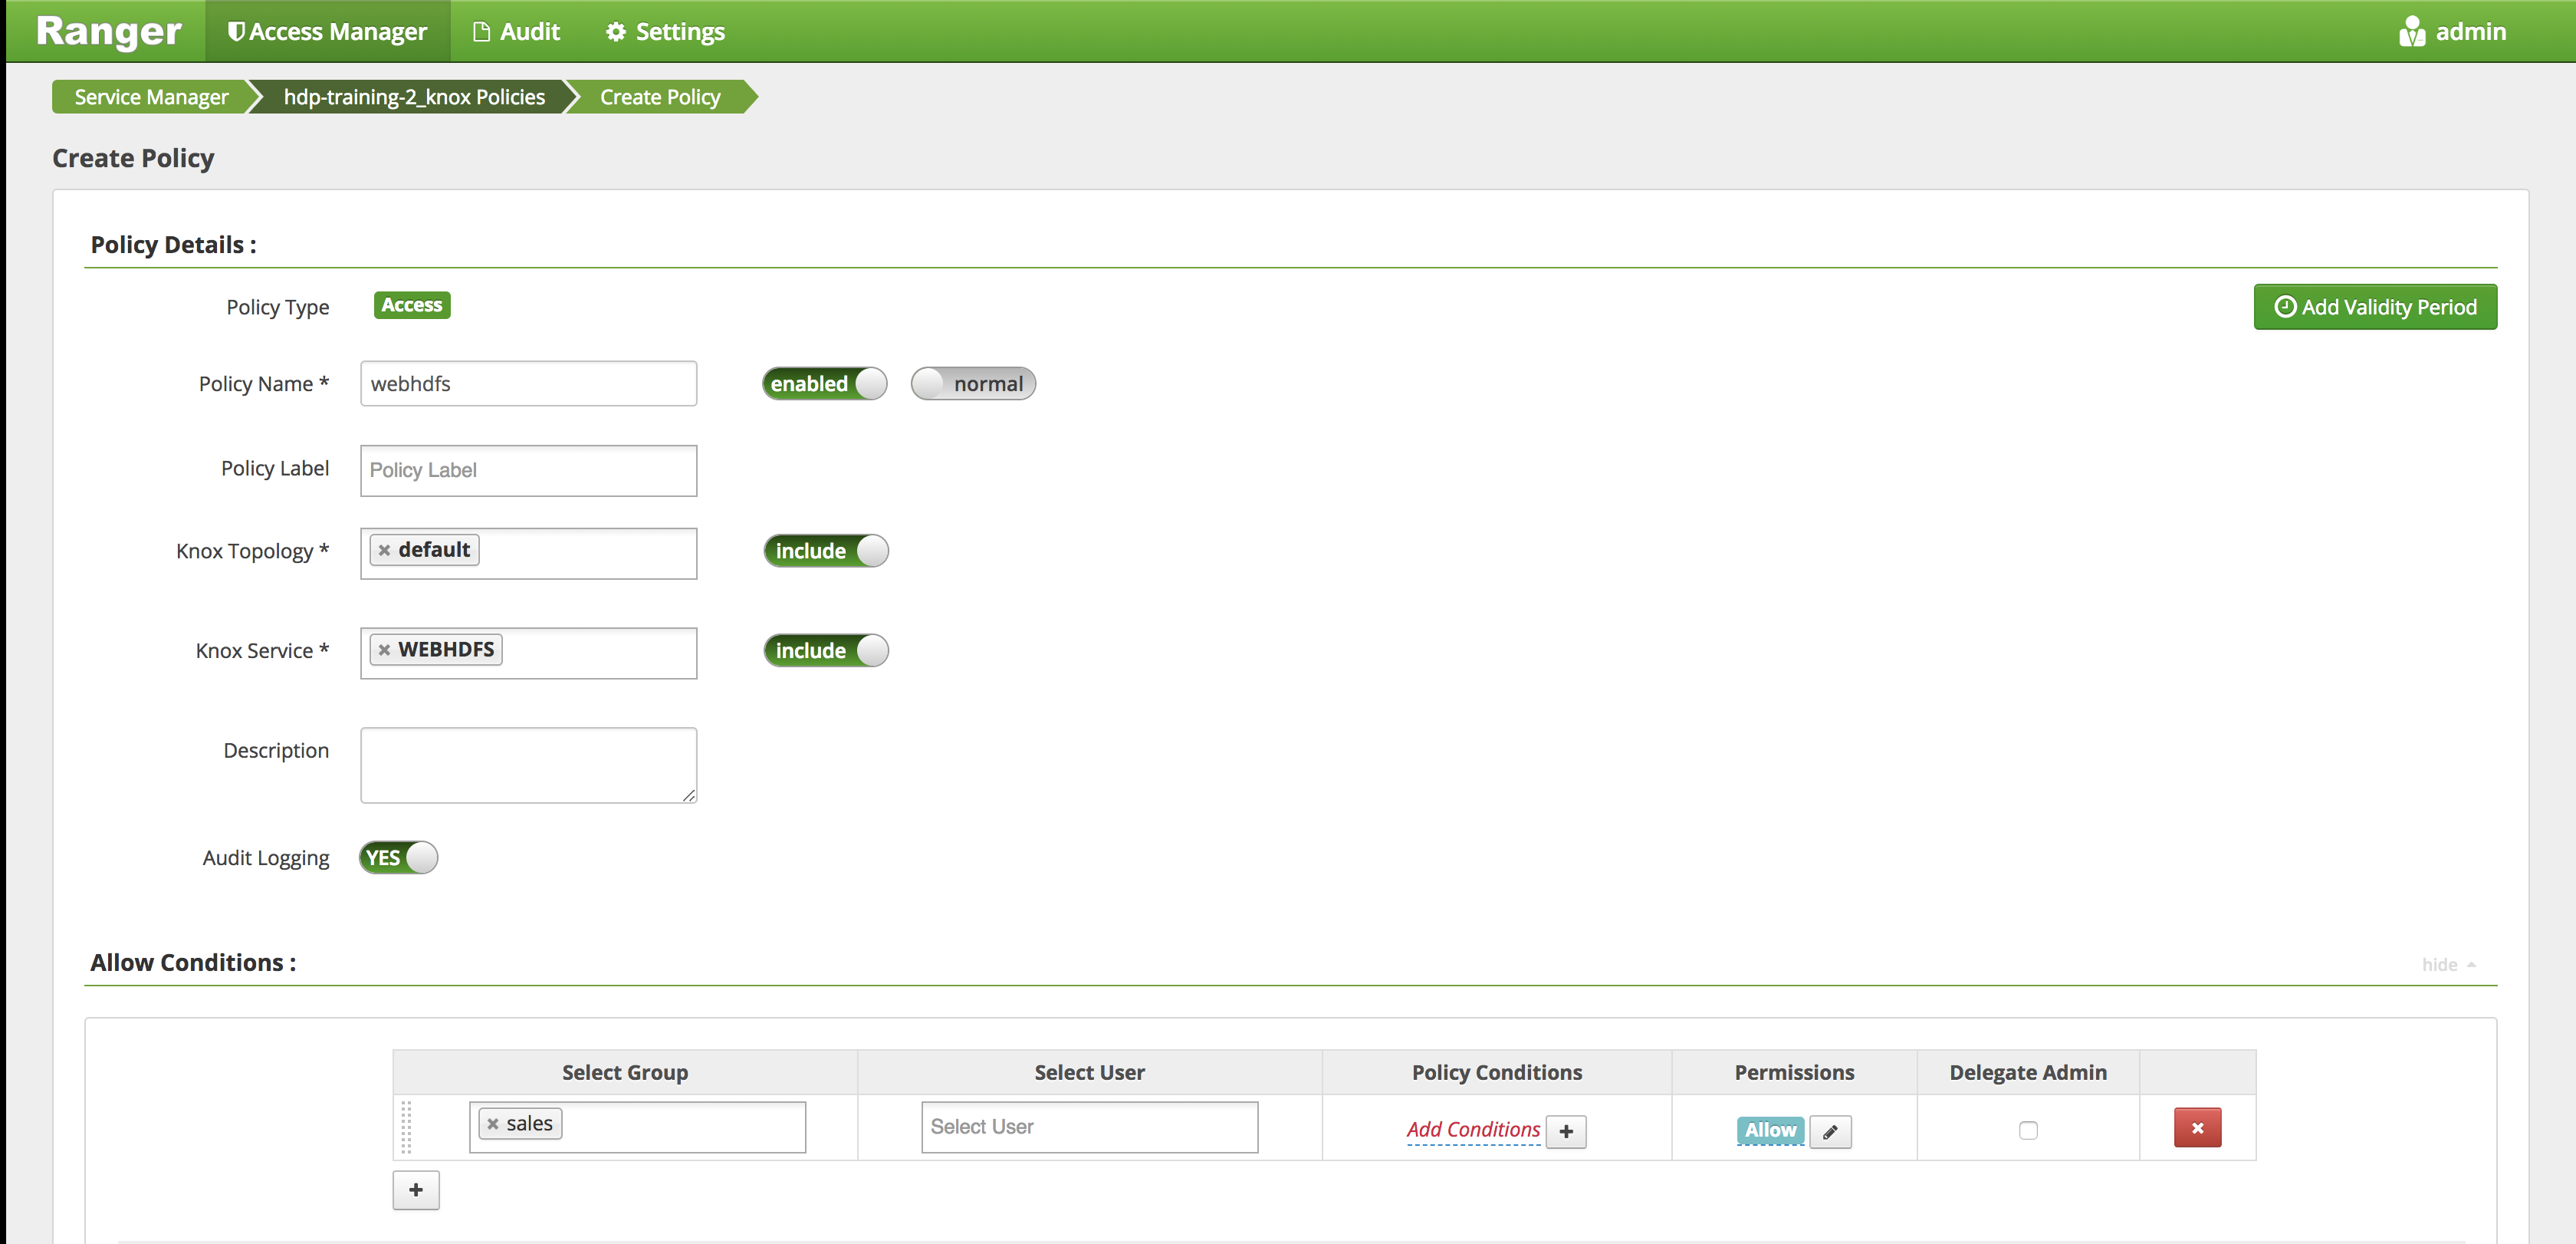 Ranger Access Manager Audit Settings admin
Service Manager hdp-training-2_knox Policies Create Policy
Create Policy
Policy Details :
Policy Type Access Add Validity Period
Policy Name * webhdfs enabled normal
Policy Label Policy Label
Knox Topology * × default include
Knox Service * × WEBHDFS include
Description
Audit Logging YES
Allow Conditions : hide
Select Group Select User Policy Conditions Permissions Delegate Admin
× sales Select User Add Conditions + Allow ×
+